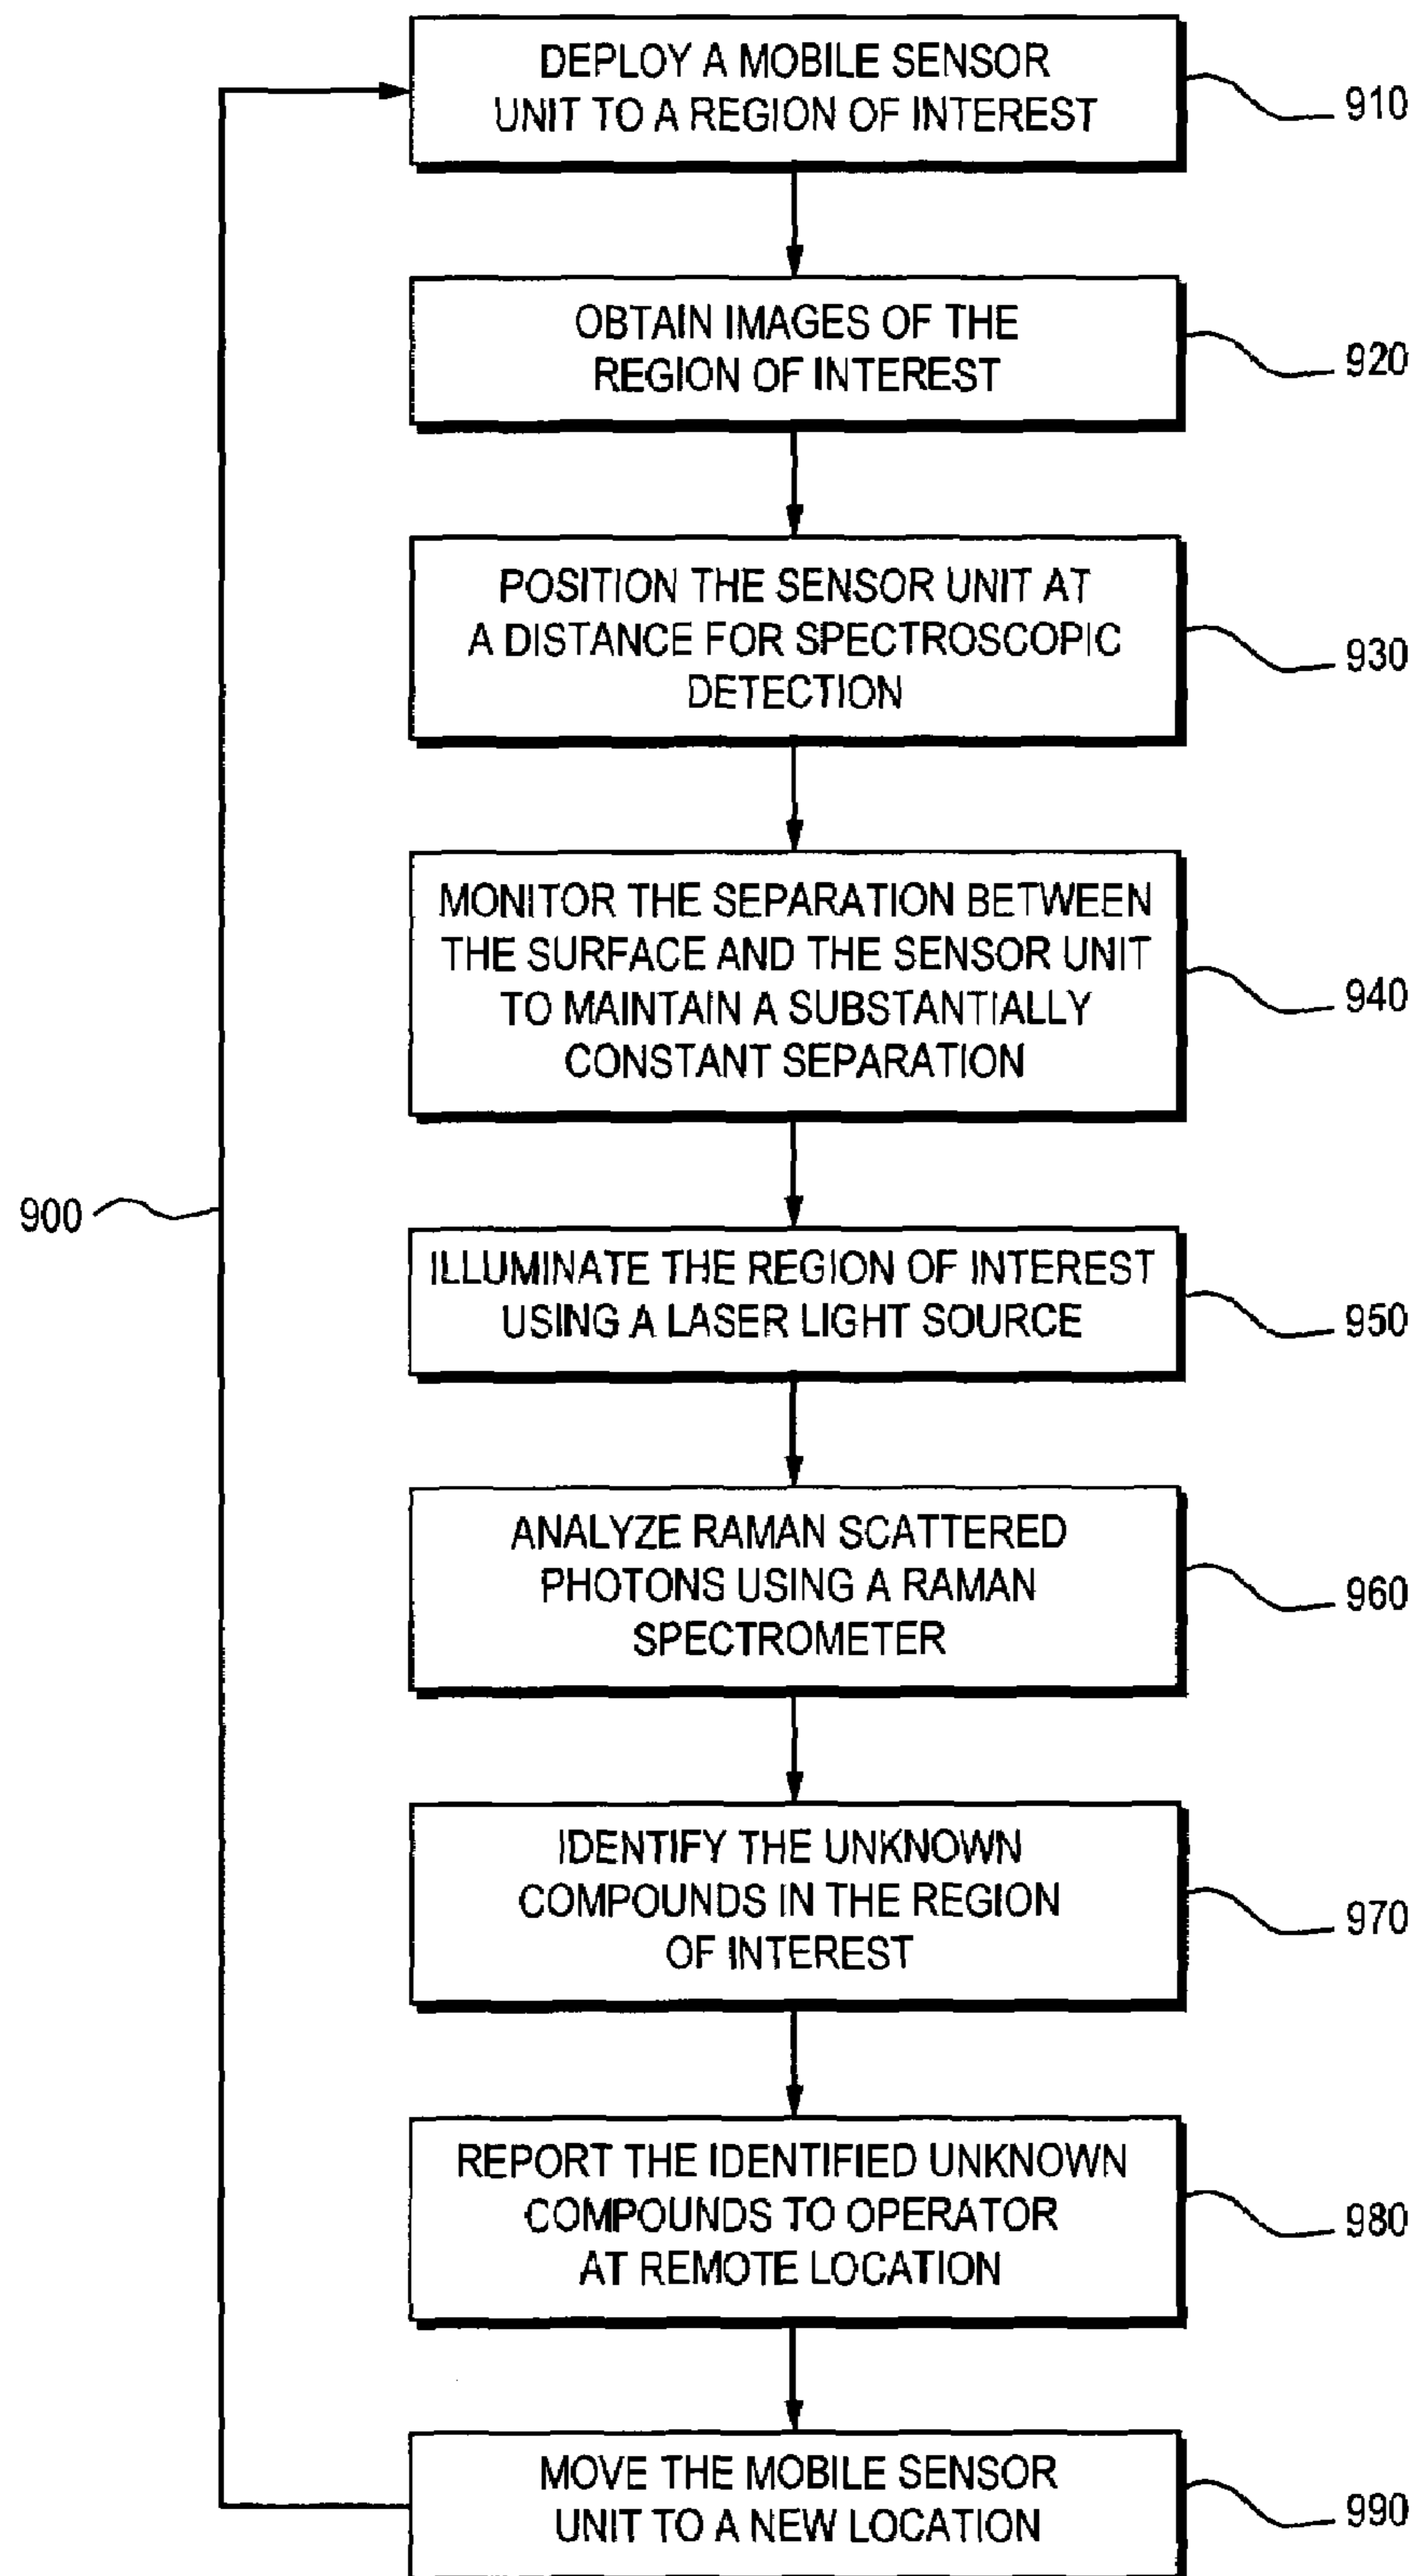 DEPLOY A MOBILE SENSOR
UNIT TO A REGION OF INTEREST
910
OBTAIN IMAGES OF THE
REGION OF INTEREST
920
POSITION THE SENSOR UNIT AT
A DISTANCE FOR SPECTROSCOPIC
DETECTION
930
MONITOR THE SEPARATION BETWEEN
THE SURFACE AND THE SENSOR UNIT
TO MAINTAIN A SUBSTANTIALLY
CONSTANT SEPARATION
940
900
ILLUMINATE THE REGION OF INTEREST
USING A LASER LIGHT SOURCE
950
ANALYZE RAMAN SCATTERED
PHOTONS USING A RAMAN
SPECTROMETER
960
IDENTIFY THE UNKNOWN
COMPOUNDS IN THE REGION
OF INTEREST
970
REPORT THE IDENTIFIED UNKNOWN
COMPOUNDS TO OPERATOR
AT REMOTE LOCATION
980
MOVE THE MOBILE SENSOR
UNIT TO A NEW LOCATION
990